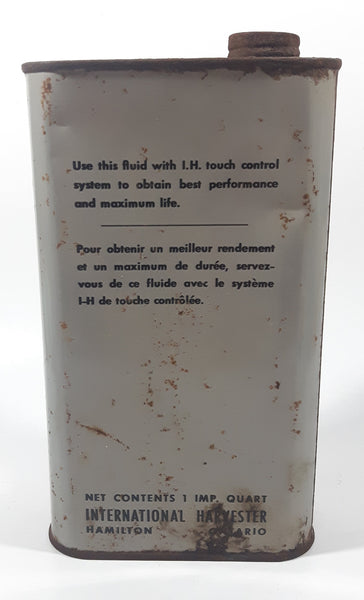 Use this fluid with I.H. touch control
system to obtain best performance
and maximum life.
Pour obtenir un meilleur rendement
et un maximum de durée, servez-
vous de ce fluide avec le système
I-H de touche contrôlée.
NET CONTENTS 1 IMP. QUART
INTERNATIONAL HARVESTER
HAMILTON ONTARIO